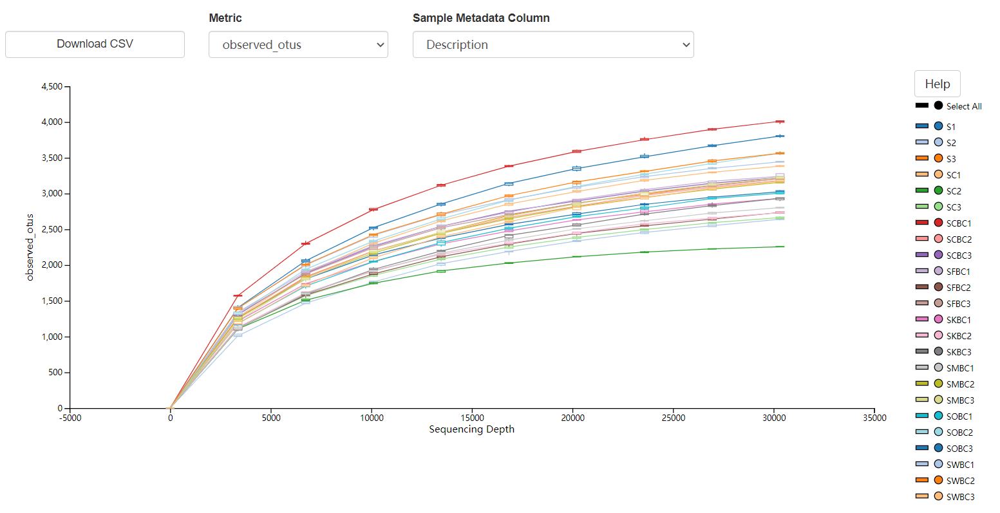 Metric
Sample Metadata Column
Download CSV
observed_otus
Description
Help
Select All
S1
S2
S3
SC1
SC2
SC3
SCBC1
SCBC2
SCBC3
SFBC1
SFBC2
SFBC3
SKBC1
SKBC2
SKBC3
SMBC1
SMBC2
SMBC3
SOBC1
SOBC2
SOBC3
SWBC1
SWBC2
SWBC3
4,500
4,000
3,500
3,000
2,500
2,000
1,500
1,000
500
0
observed_otus
-5000
0
5000
10000
15000
20000
25000
30000
35000
Sequencing Depth